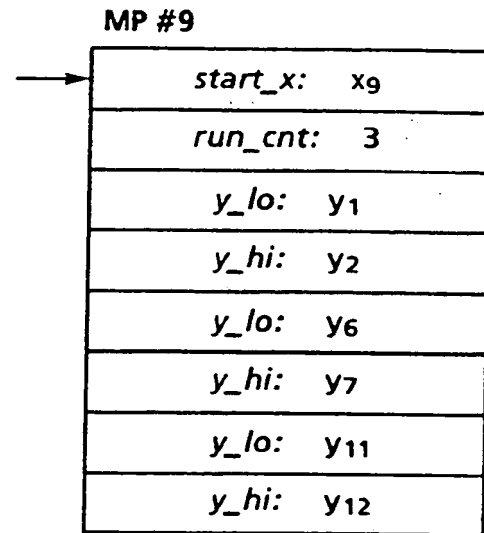 MP #9
start_x: x9
run_cnt: 3
y_lo: y1
y_hi: y2
y_lo: y6
y_hi: y7
y_lo: y11
y_hi: y12